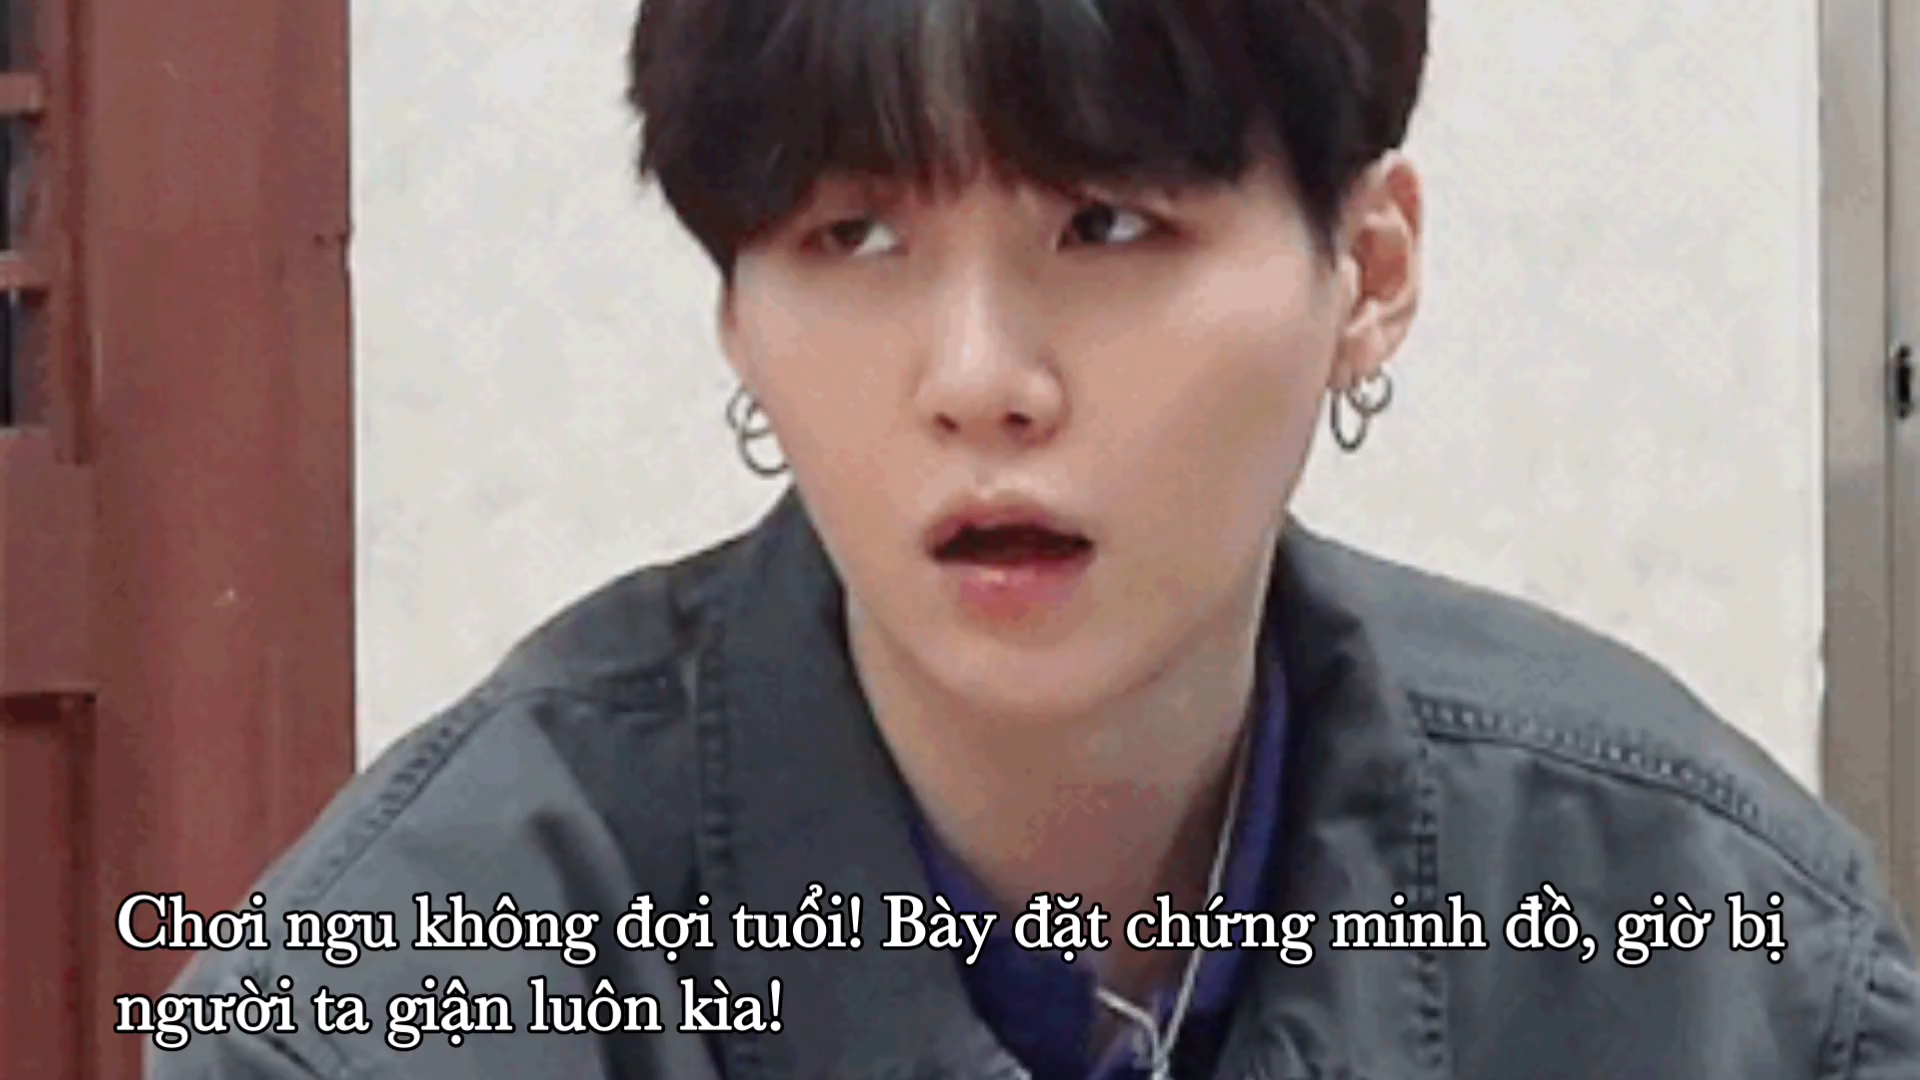 Chơi ngu không đợi tuổi! Bày đặt chứng minh đồ, giờ bị
người ta giận luôn kìa!